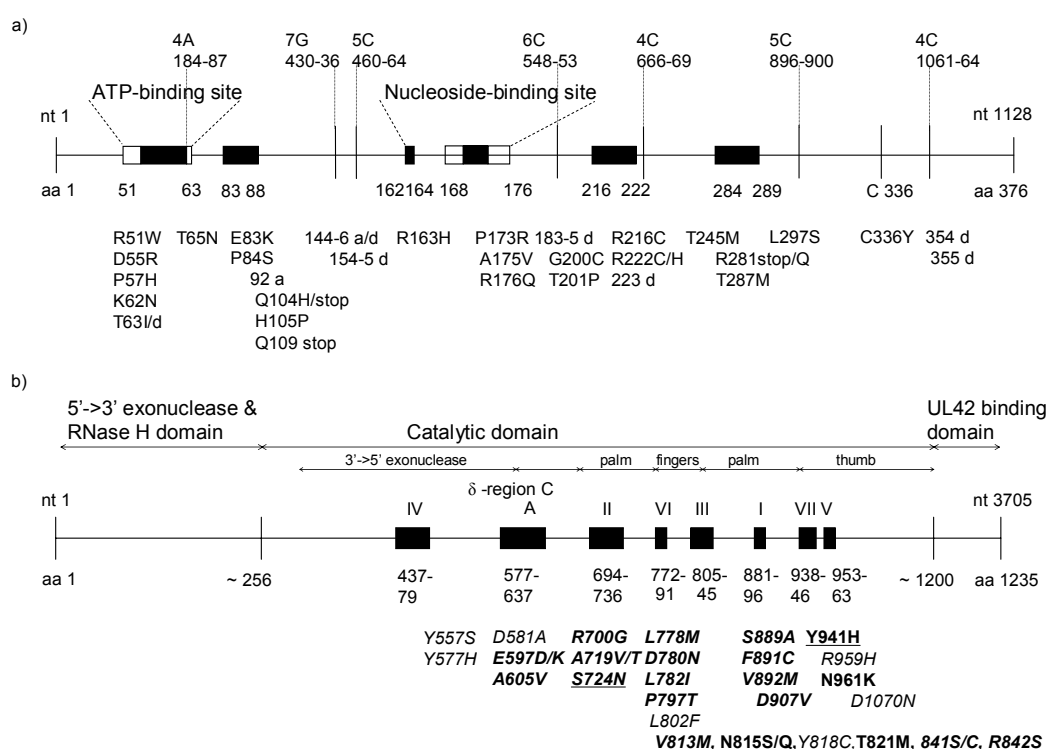 a)
4A 7G 5C 6C 4C 5C 4C
184-87 430-36 460-64 548-53 666-69 896-900 1061-64
ATP-binding site Nucleoside-binding site
nt 1 nt 1128
aa 1 51 63 83 88 162 164 168 176 216 222 284 289 C 336 aa 376
R51W T65N E83K 144-6 a/d R163H P173R 183-5 d R216C T245M L297S C336Y 354 d
D55R P84S 154-5 d A175V G200C R222C/H R281stop/Q 355 d
P57H 92 a R176Q T201P 223 d T287M
K62N Q104H/stop
T63I/d H105P
Q109 stop
b)
5'->3' exonuclease & UL42 binding
RNase H domain Catalytic domain domain
3'->5' exonuclease palm fingers palm thumb
δ -region C
nt 1 IV A II VI III I VII V nt 3705
aa 1 ~ 256 437- 577- 694- 772- 805- 881- 938- 953- ~ 1200 aa 1235
79 637 736 91 45 96 46 63
Y557S D581A R700G L778M S889A Y941H
Y577H E597D/K A719V/T D780N F891C R959H
A605V S724N L782I V892M N961K
P797T D907V D1070N
L802F
V813M, N815S/Q, Y818C, T821M, 841S/C, R842S